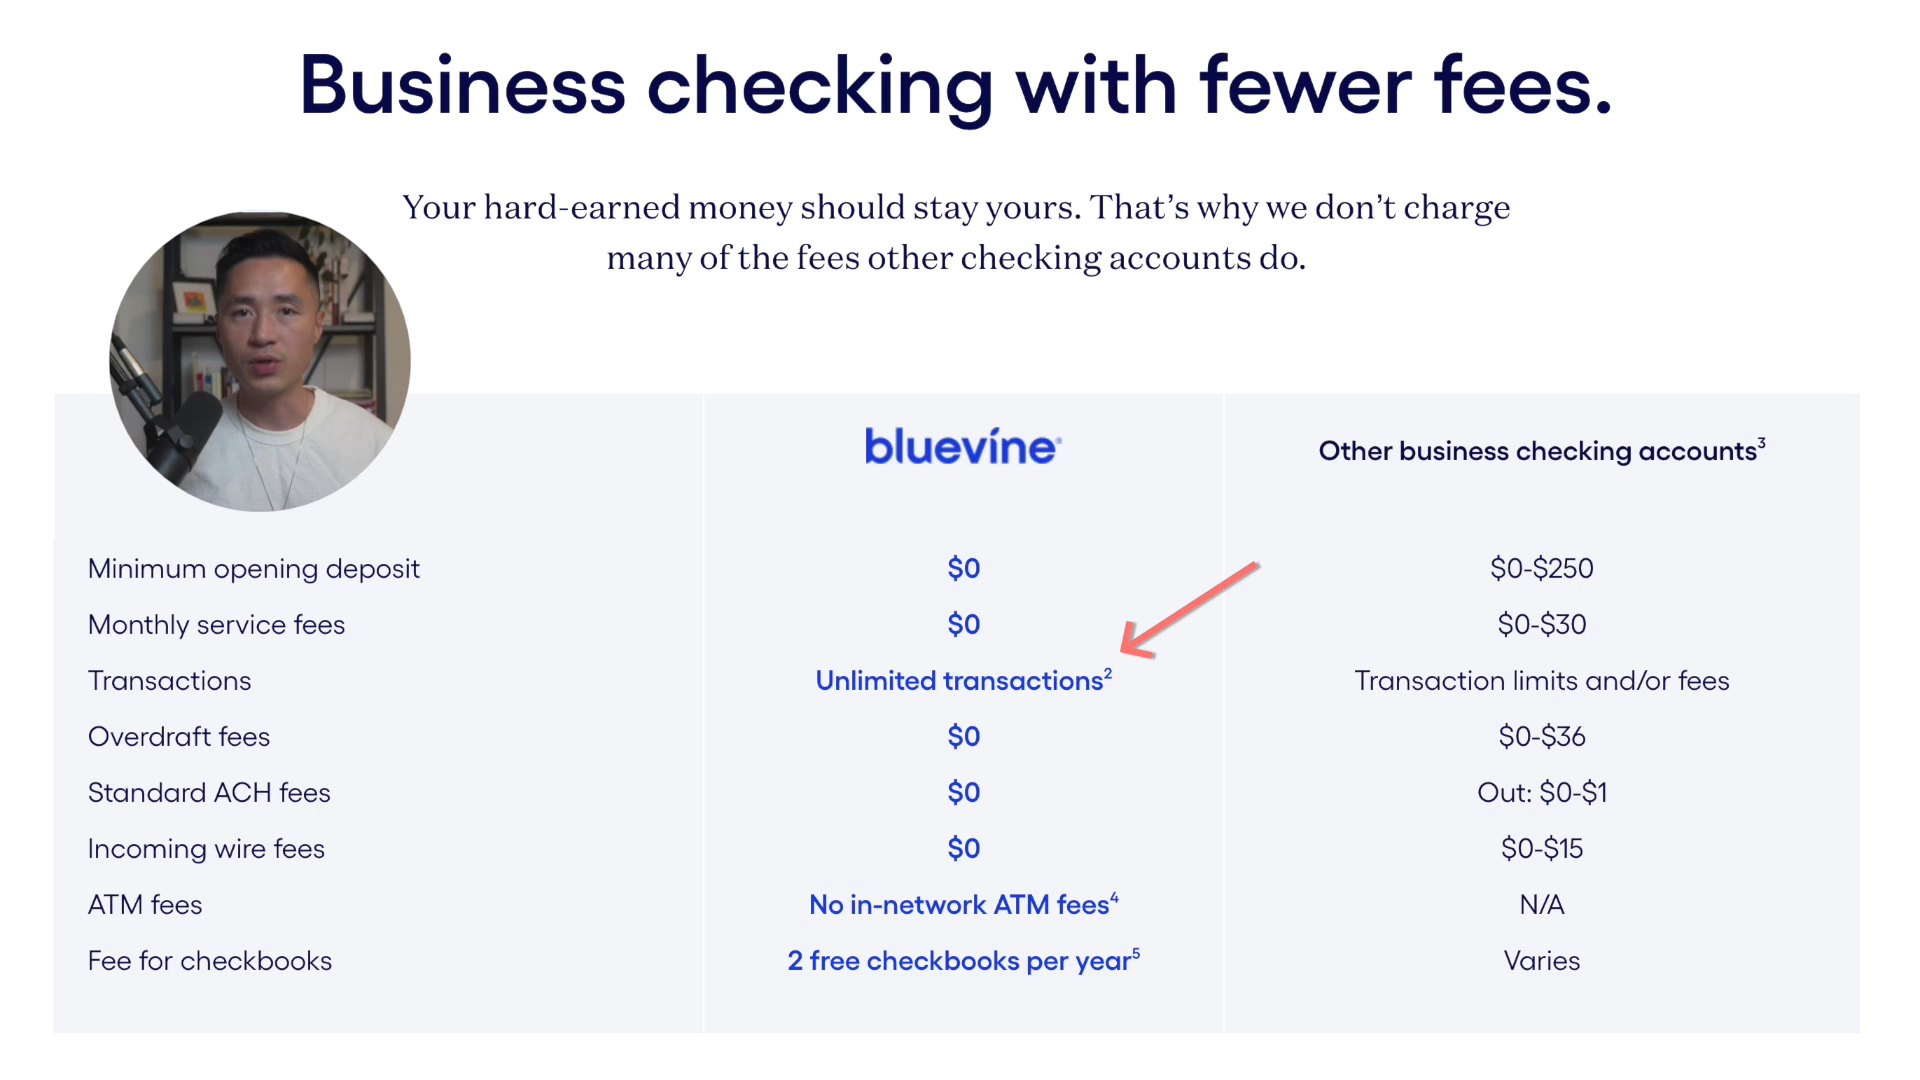 Business checking with fewer fees.
Your hard-earned money should stay yours. That’s why we don’t charge
many of the fees other checking accounts do.
bluevine® Other business checking accounts³
Minimum opening deposit $0 $0-$250
Monthly service fees $0 $0-$30
Transactions Unlimited transactions² Transaction limits and/or fees
Overdraft fees $0 $0-$36
Standard ACH fees $0 Out: $0-$1
Incoming wire fees $0 $0-$15
ATM fees No in-network ATM fees⁴ N/A
Fee for checkbooks 2 free checkbooks per year⁵ Varies